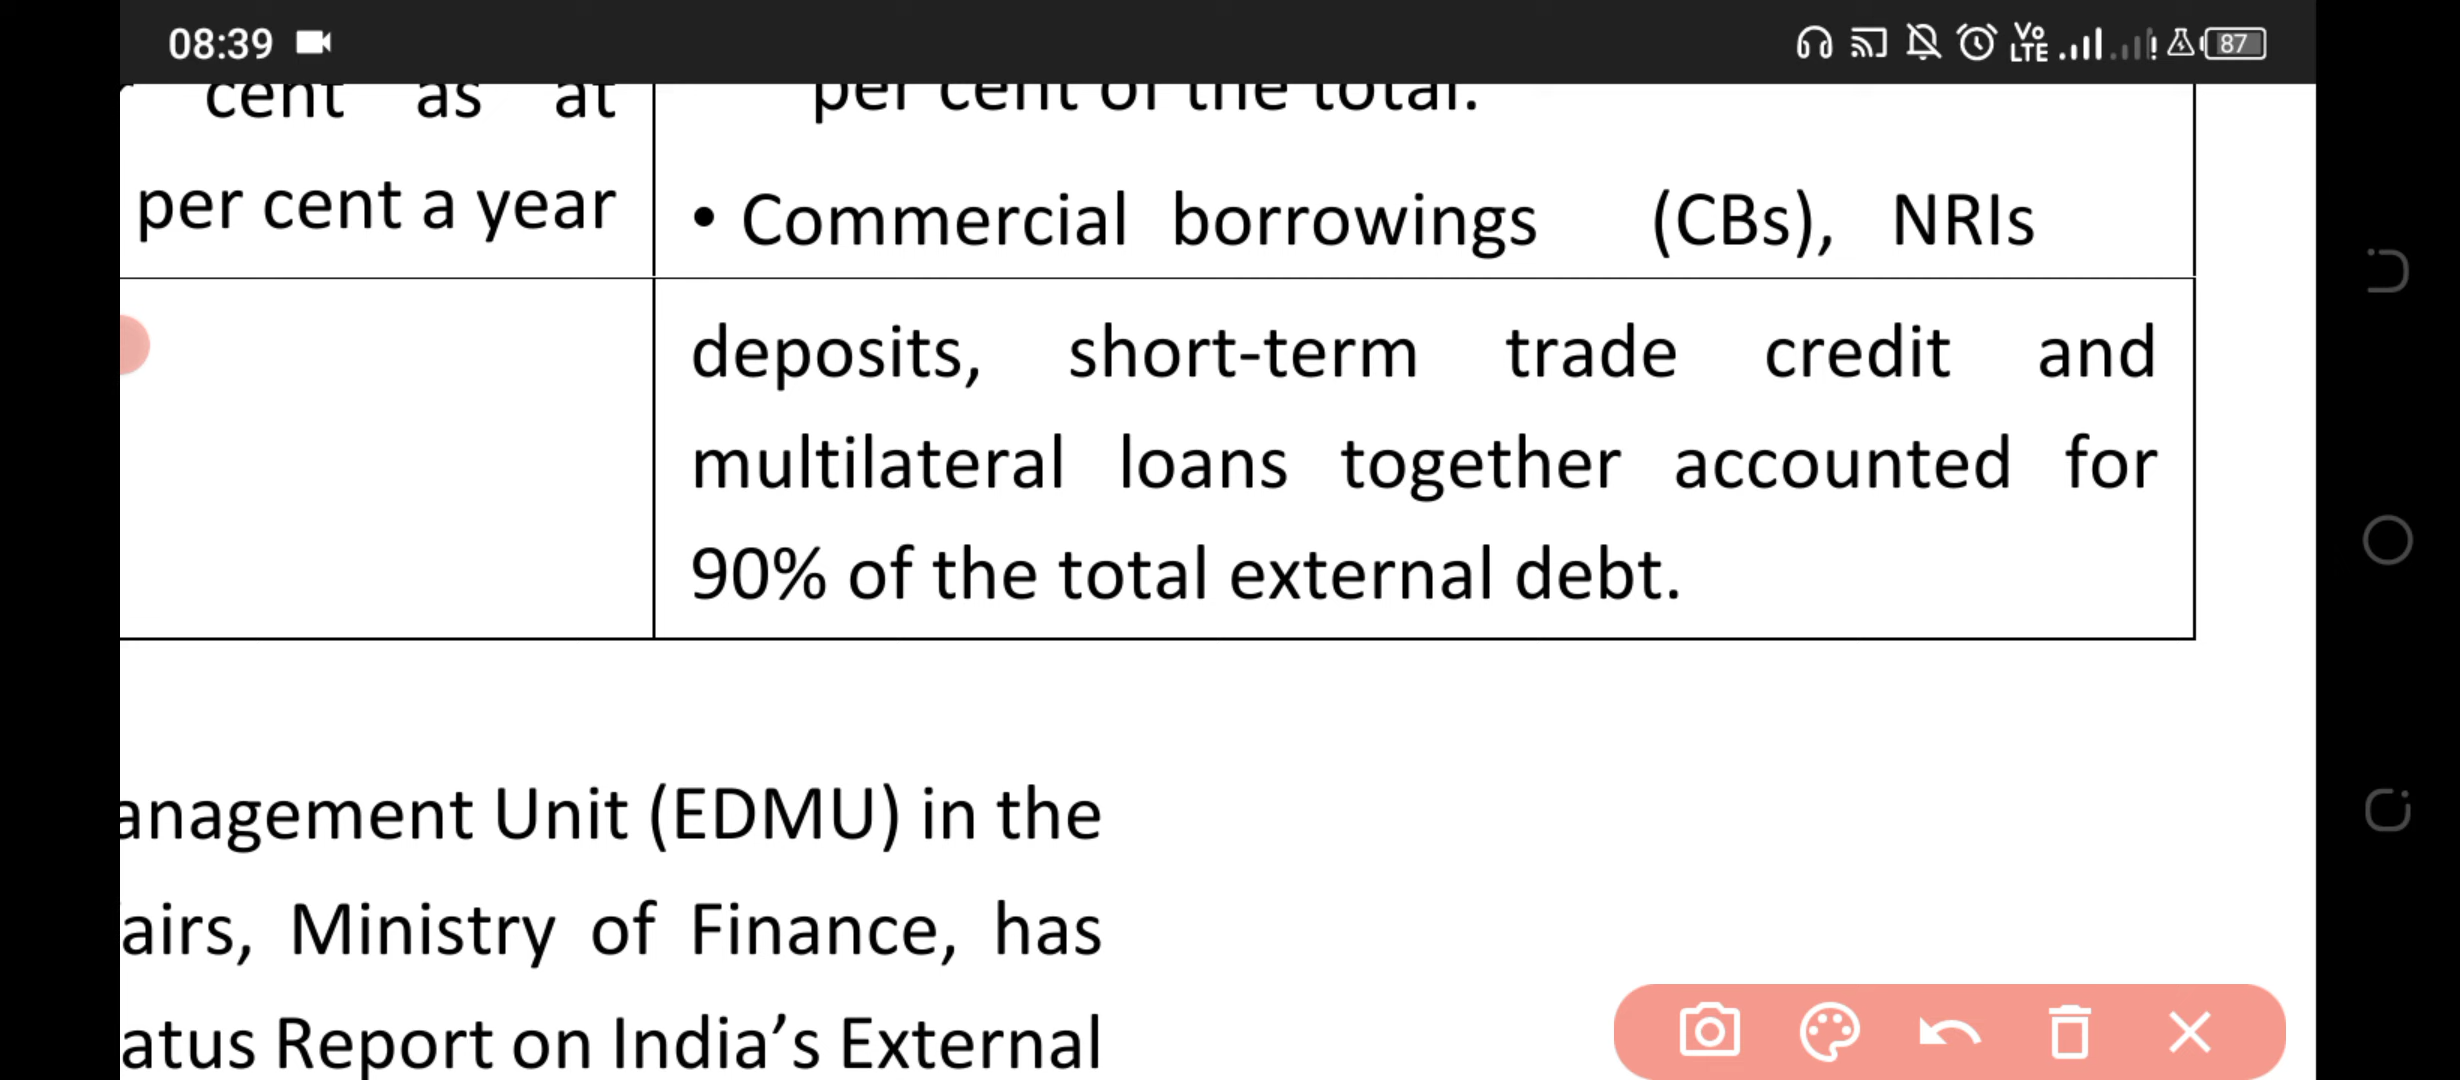 08:39
Vo LTE 87
cent as at
per cent a year
per cent of the total.
• Commercial borrowings (CBs), NRIs
deposits, short-term trade credit and
multilateral loans together accounted for
90% of the total external debt.
anagement Unit (EDMU) in the
airs, Ministry of Finance, has
atus Report on India’s External